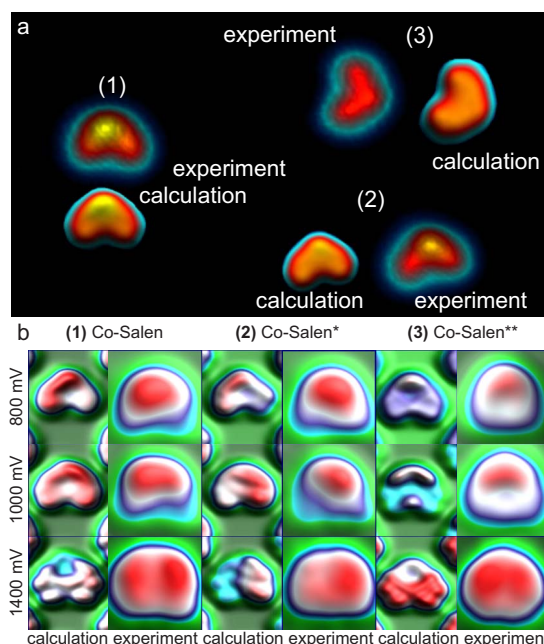 a
experiment
(3)
(1)
experiment
calculation
calculation
(2)
calculation
experiment
b
(1) Co-Salen
(2) Co-Salen*
(3) Co-Salen**
800 mV
1000 mV
1400 mV
calculation experiment calculation experiment calculation experiment